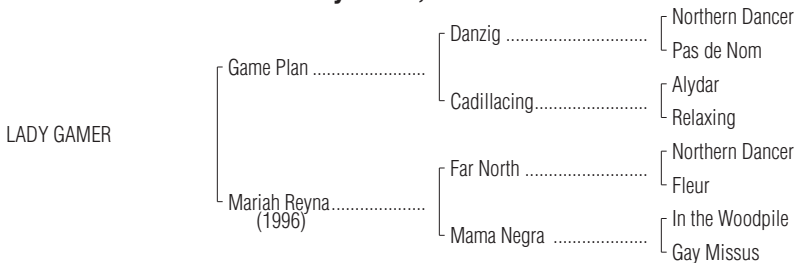 Northern Dancer
Danzig ..............................
Pas de Nom
Game Plan ........................
Alydar
Cadillacing........................
Relaxing
LADY GAMER
Northern Dancer
Far North ..........................
Fleur
Mariah Reyna....................
(1996)
In the Woodpile
Mama Negra ....................
Gay Missus